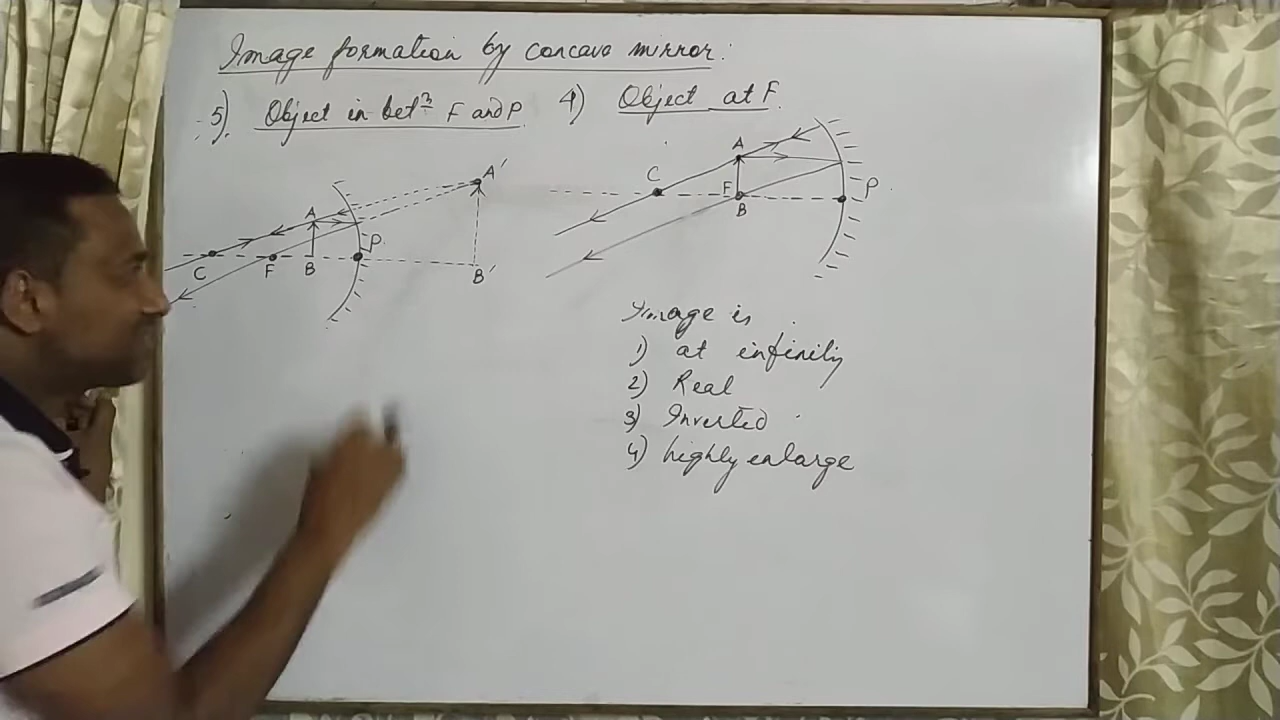 Image formation by concave mirror.
5) Object in betⁿ F and P
4) Object at F.
A'
A
P
C
F
B
B'
A
C
F
B
P
Image is
1) at infinity
2) Real
3) Inverted
4) highly enlarge